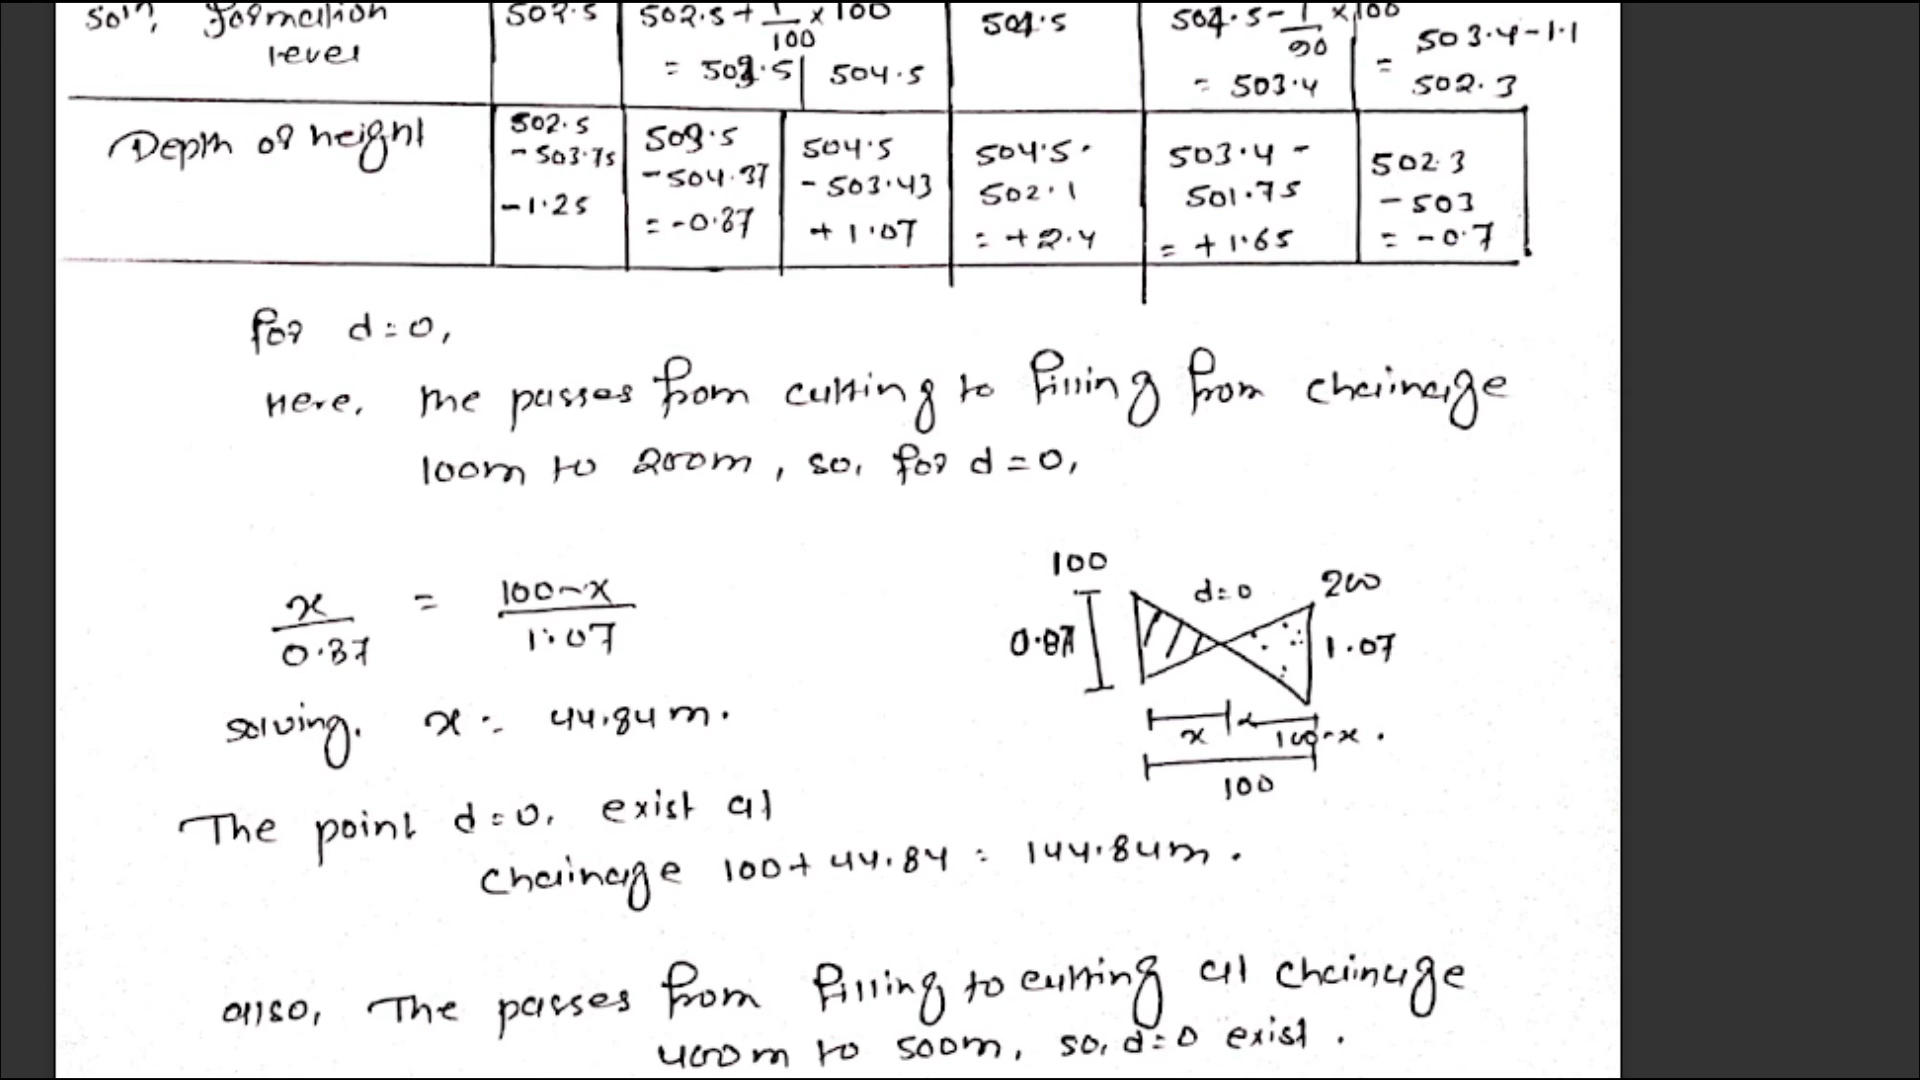 soln, formation level
502.5
502.5 + 1/100 × 100 = 503.5
504.5
504.5
504.5 - 1/90 × 100 = 503.4
= 503.4-1.1 502.3
Depth or height
502.5 - 503.75 -1.25
503.5 - 504.37 = -0.87
504.5 - 503.43 + 1.07
504.5 - 502.1 = +2.4
503.4 - 501.75 = +1.65
502.3 - 503 = -0.7
for d=0,
Here, the passes from cutting to filling from chainage
100m to 200m, so, for d=0,
x/0.87 = 100-x/1.07
solving, x = 44.84m.
100
d=0
200
0.87
1.07
x
100-x.
100
The point d=0, exist at
chainage 100+44.84 = 144.84m.
also, The passes from filling to cutting at chainage
400m to 500m, so, d=0 exist.